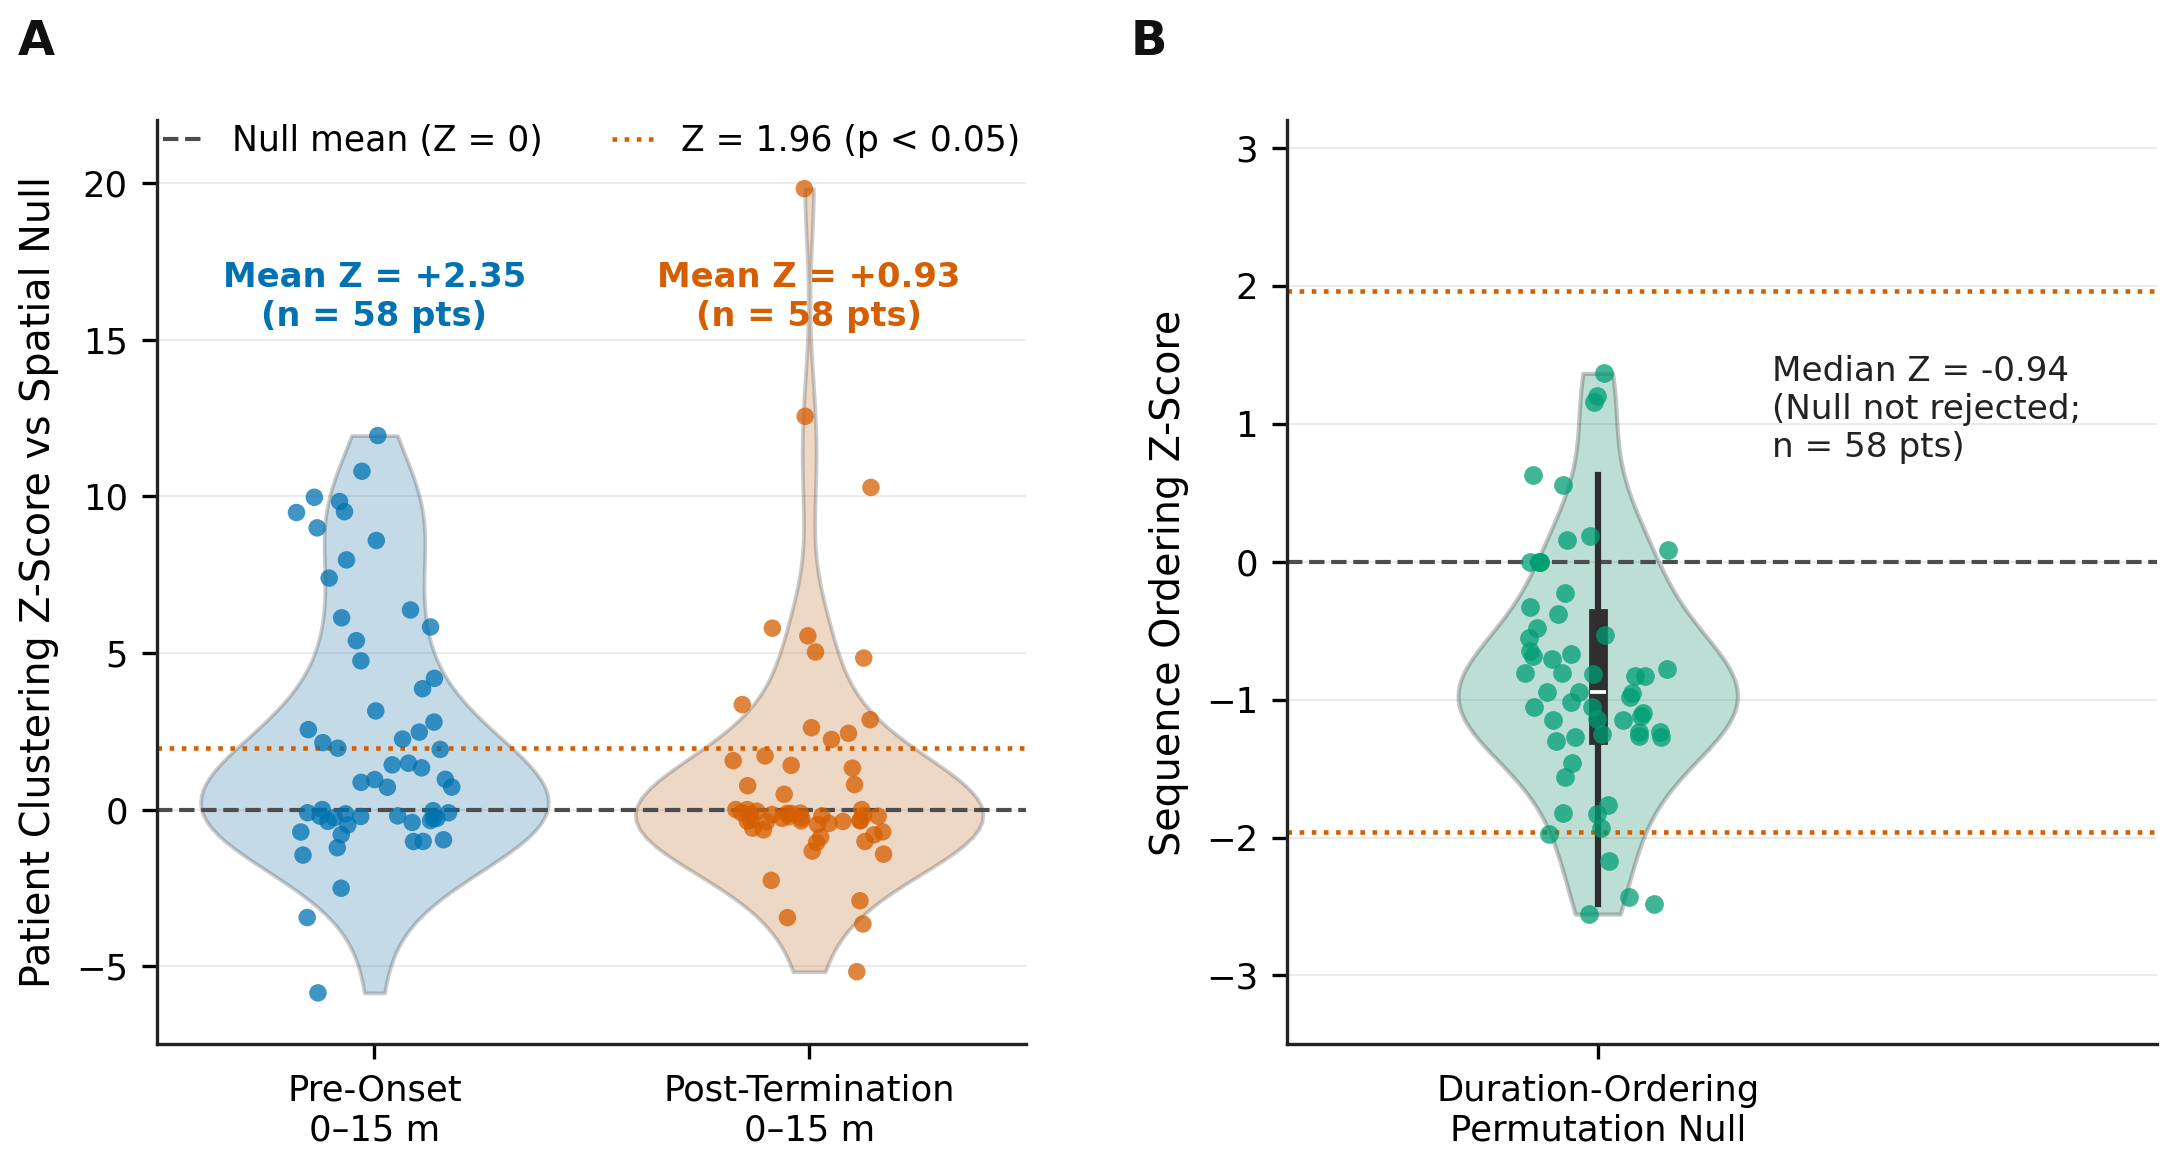 A
B
Null mean (Z = 0)
Z = 1.96 (p < 0.05)
Patient Clustering Z-Score vs Spatial Null
20
15
10
5
0
−5
Mean Z = +2.35
(n = 58 pts)
Mean Z = +0.93
(n = 58 pts)
Pre-Onset
0–15 m
Post-Termination
0–15 m
Sequence Ordering Z-Score
3
2
1
0
−1
−2
−3
Median Z = -0.94
(Null not rejected;
n = 58 pts)
Duration-Ordering
Permutation Null